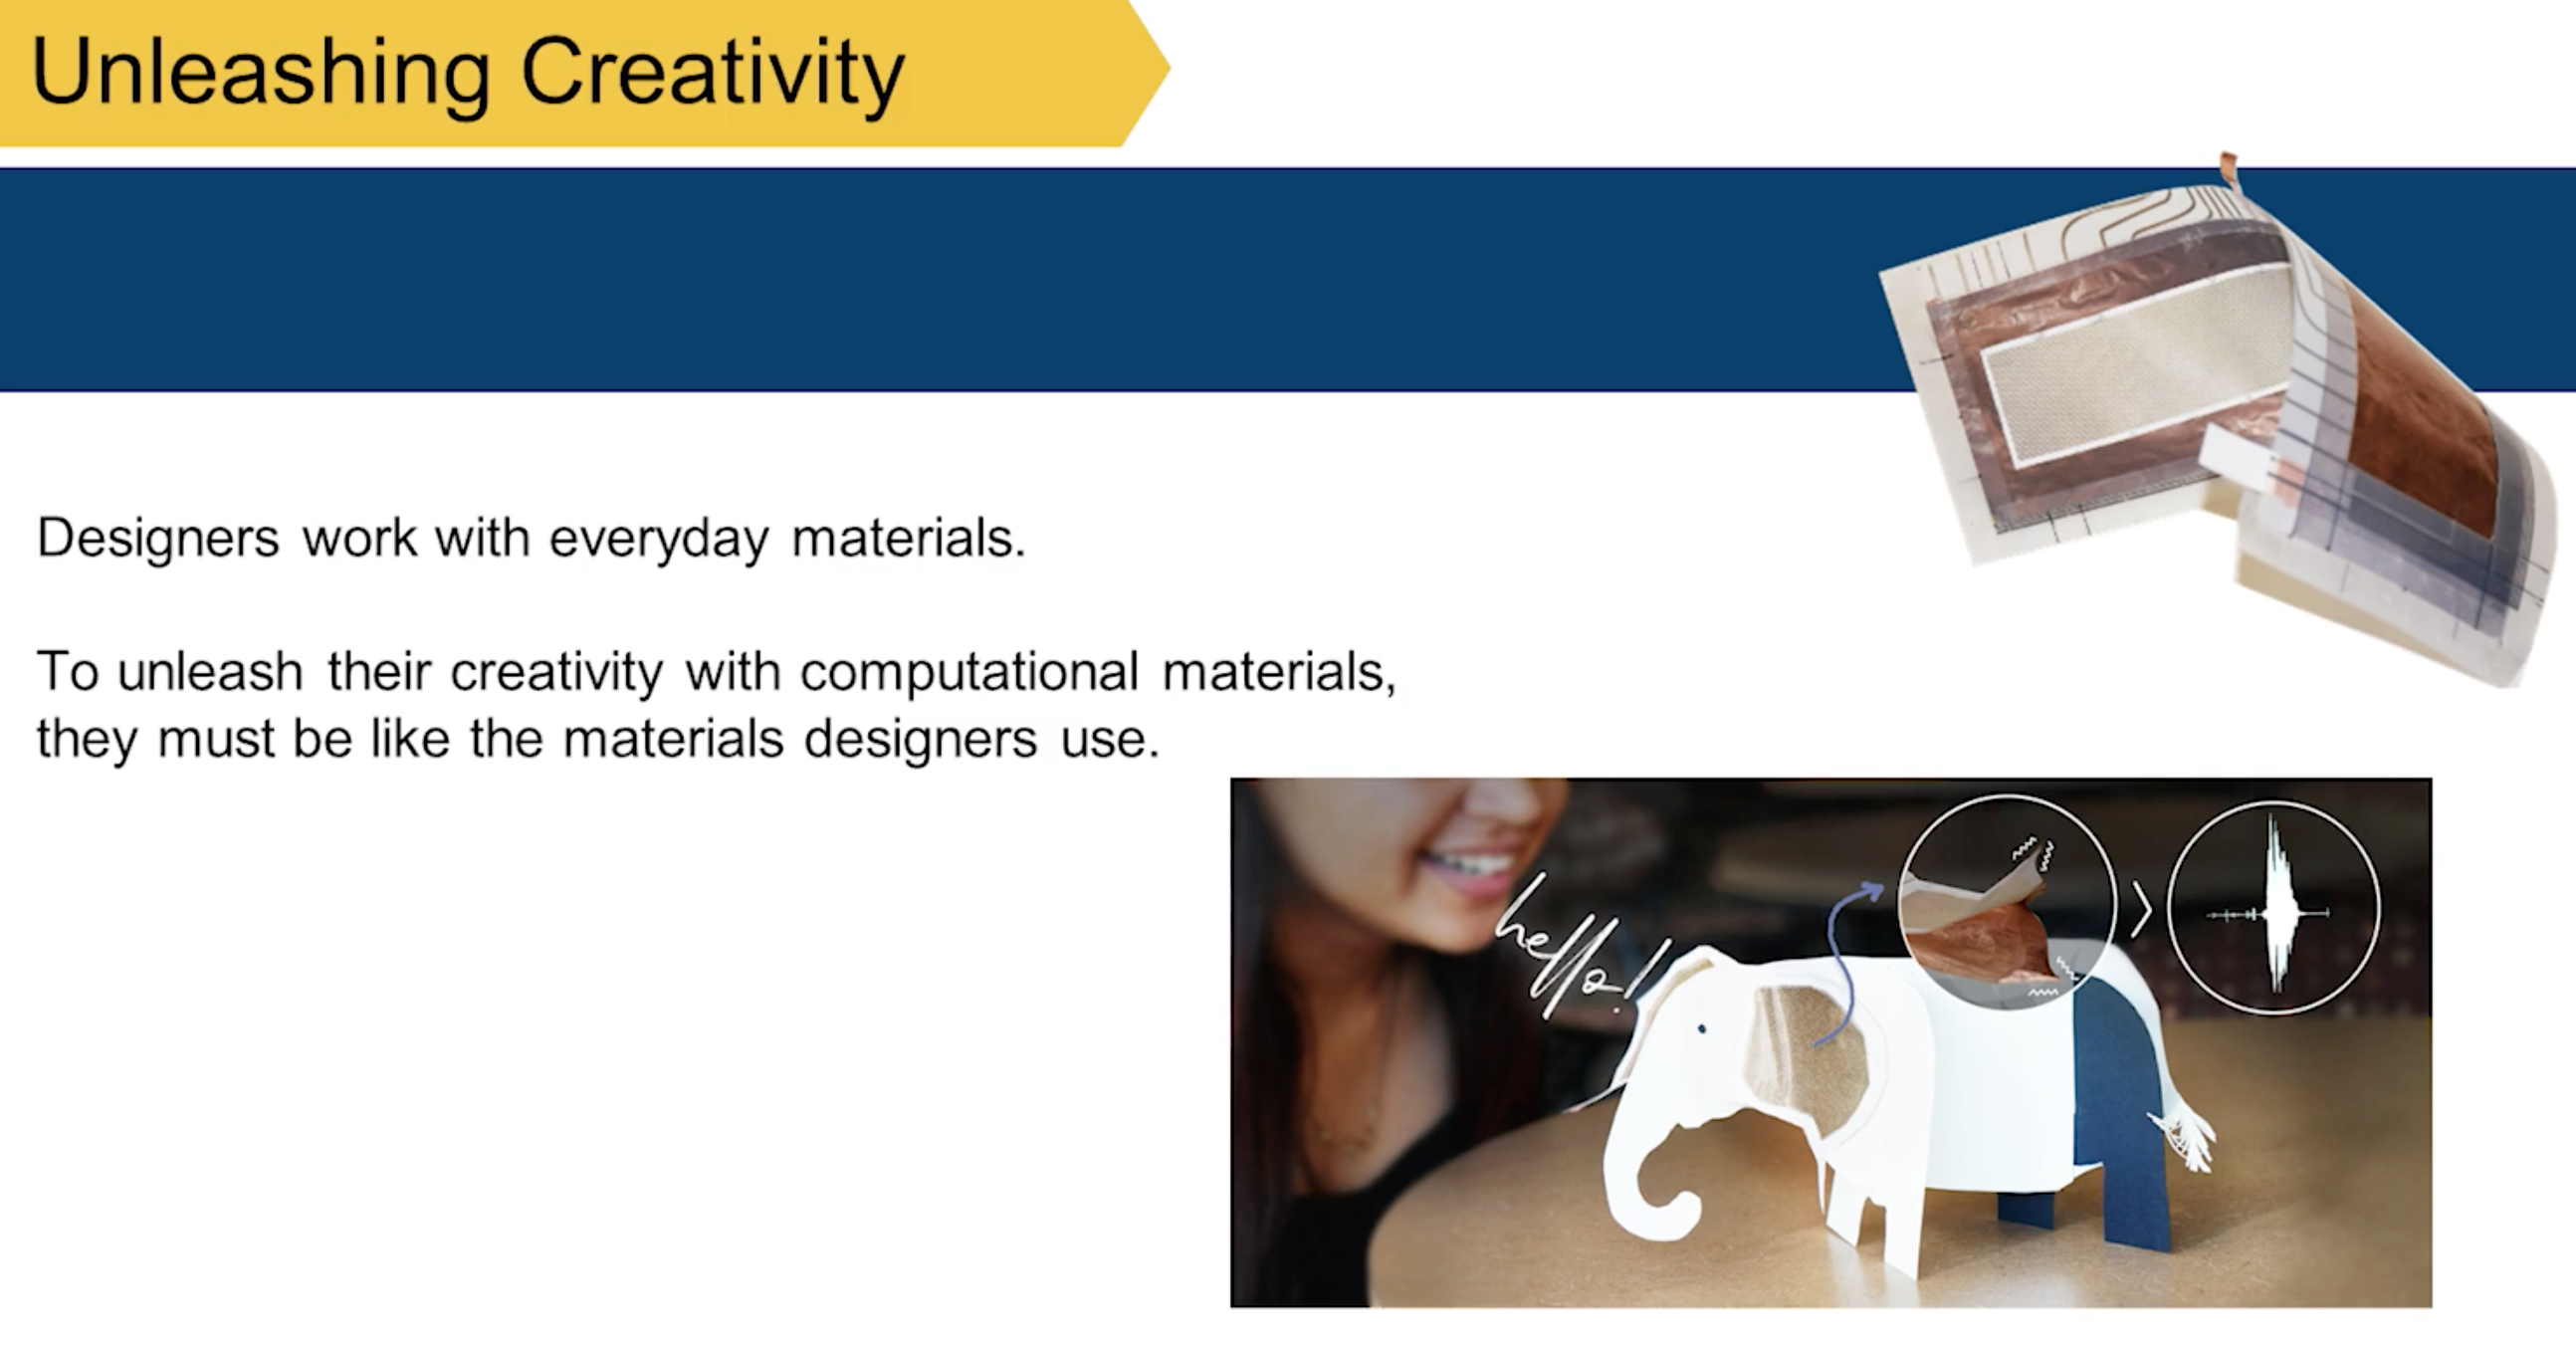 Unleashing Creativity
Designers work with everyday materials.
To unleash their creativity with computational materials,
they must be like the materials designers use.
hello!